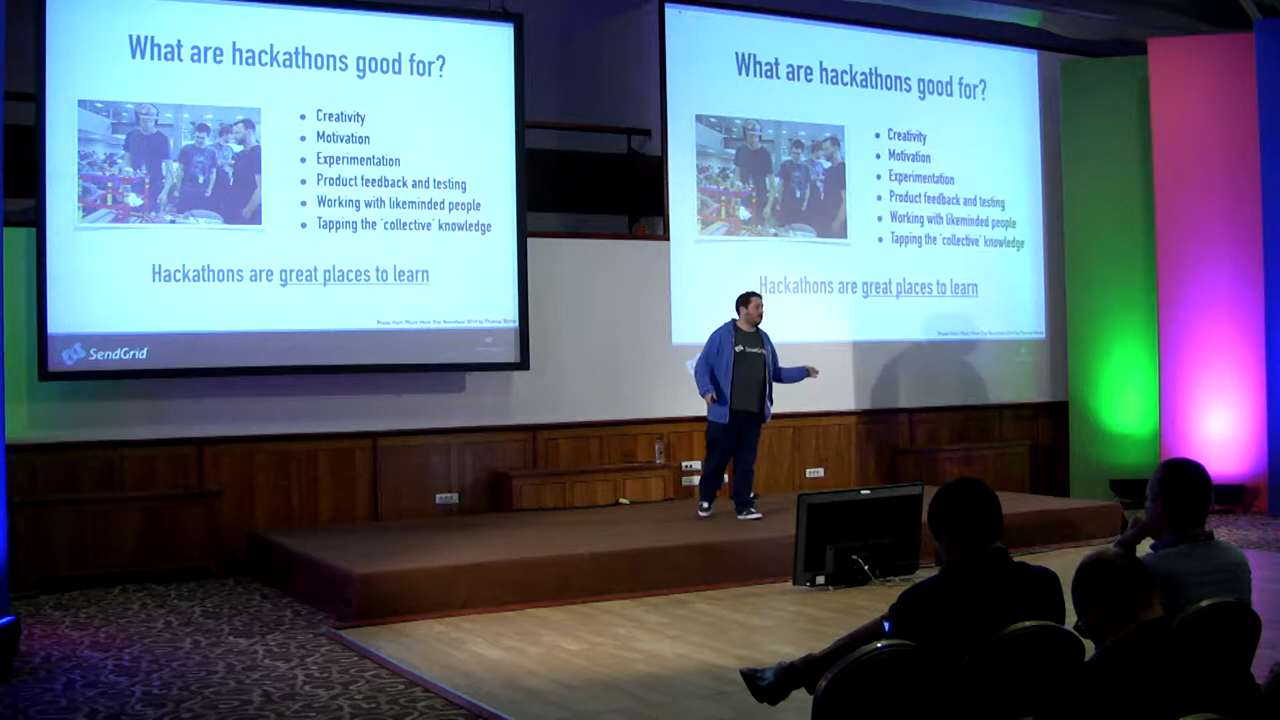 What are hackathons good for?
Creativity
Motivation
Experimentation
Product feedback and testing
Working with likeminded people
Tapping the 'collective' knowledge
Hackathons are great places to learn
SendGrid
What are hackathons good for?
Creativity
Motivation
Experimentation
Product feedback and testing
Working with likeminded people
Tapping the 'collective' knowledge
Hackathons are great places to learn
SendGrid